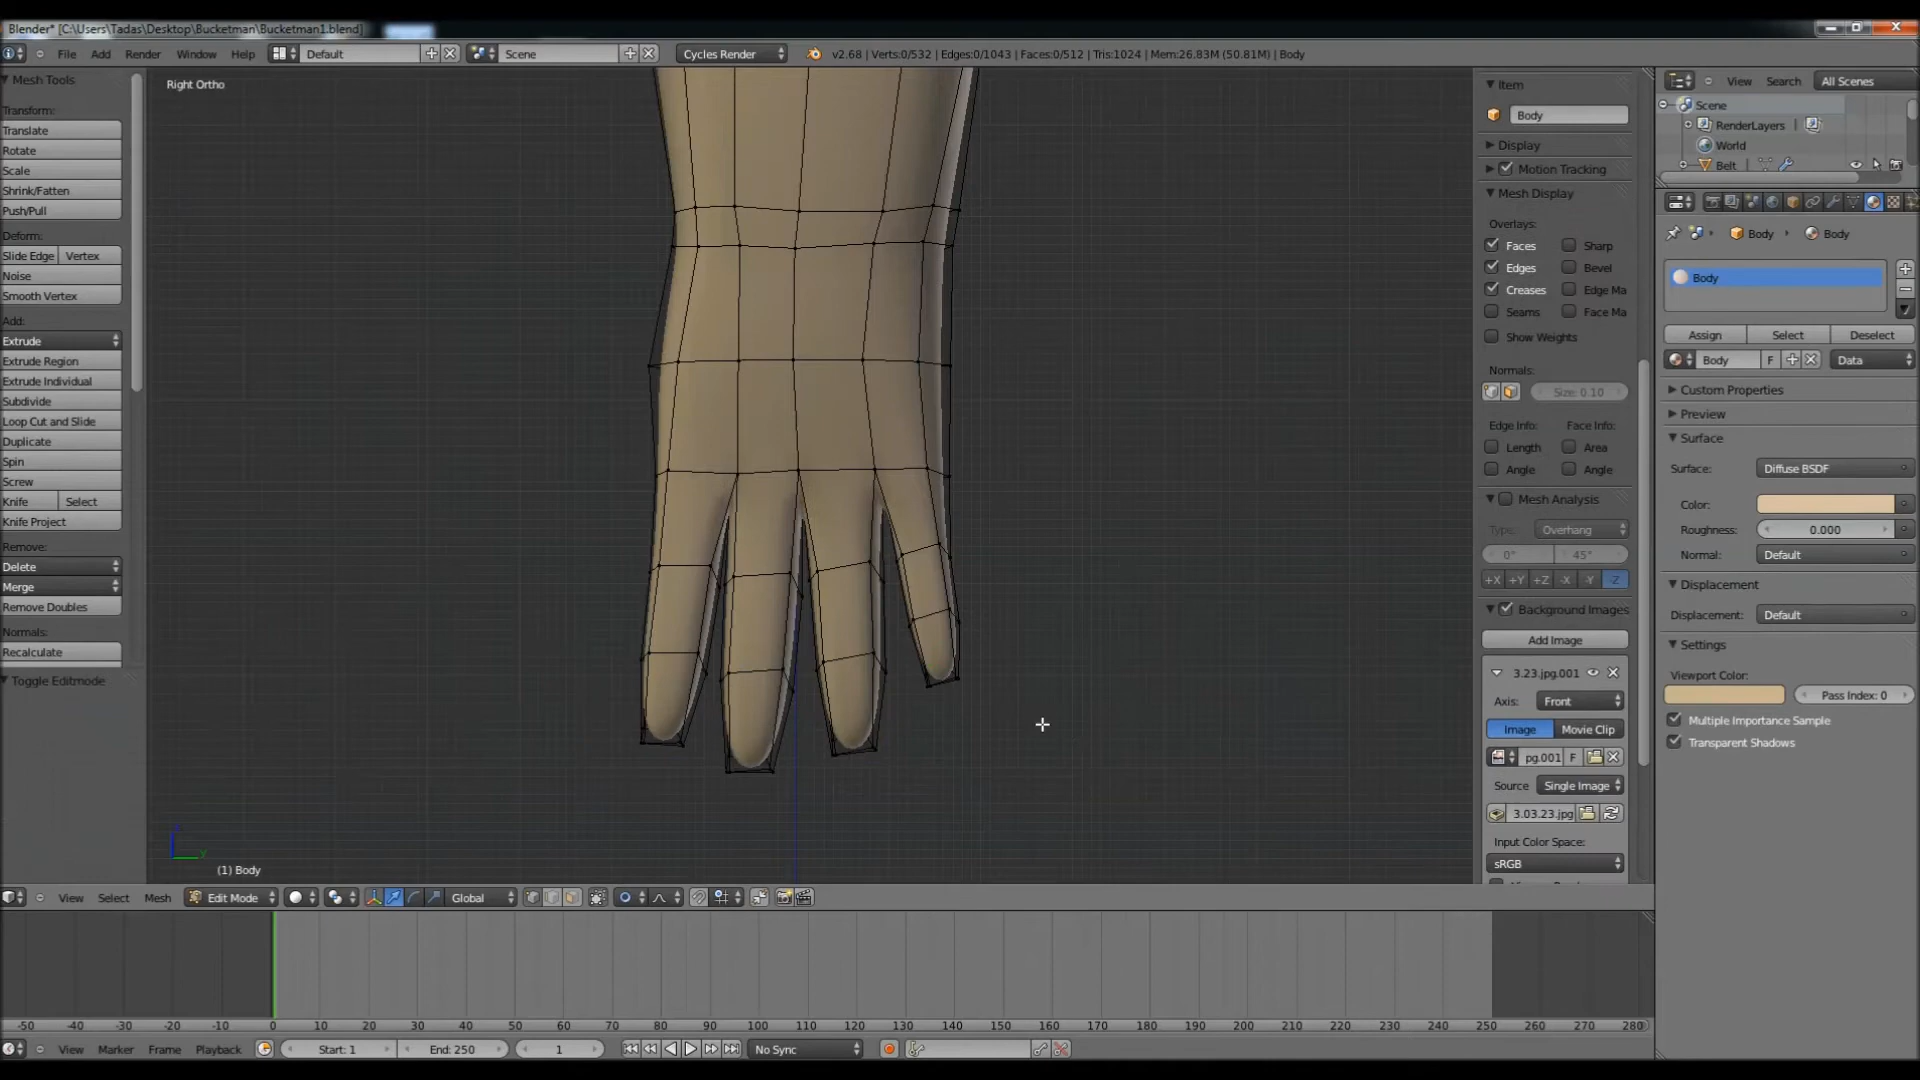 Blender* [C:\Users\Tadas\Desktop\Bucketman\Bucketman1.blend]
File Add Render Window Help Default Scene Cycles Render v2.68 | Verts:0/532 | Edges:0/1043 | Faces:0/512 | Tris:1024 | Mem:26.83M (50.81M) | Body
Mesh Tools
Transform:
Translate
Rotate
Scale
Shrink/Fatten
Push/Pull
Deform:
Slide Edge Vertex
Noise
Smooth Vertex
Add:
Extrude
Extrude Region
Extrude Individual
Subdivide
Loop Cut and Slide
Duplicate
Spin
Screw
Knife Select
Knife Project
Remove:
Delete
Merge
Remove Doubles
Normals:
Recalculate
Toggle Editmode
Right Ortho
(1) Body
Item
Body
Display
Motion Tracking
Mesh Display
Overlays:
Faces Sharp
Edges Bevel
Creases Edge Ma
Seams Face Ma
Show Weights
Normals:
Size: 0.10
Edge Info: Face Info:
Length Area
Angle Angle
Mesh Analysis
Type: Overhang
0° 45°
+X +Y +Z -X -Y -Z
Background Images
Add Image
3.23.jpg.001
Axis: Front
Image Movie Clip
pg.001 F
Source Single Image
3.03.23.jpg
Input Color Space:
sRGB
View Search All Scenes
Scene
RenderLayers
World
Belt
Body Body
Body
Assign Select Deselect
Body F Data
Custom Properties
Preview
Surface
Surface: Diffuse BSDF
Color:
Roughness: 0.000
Normal: Default
Displacement
Displacement: Default
Settings
Viewport Color:
Pass Index: 0
Multiple Importance Sample
Transparent Shadows
View Select Mesh Edit Mode Global
-50 -40 -30 -20 -10 0 10 20 30 40 50 60 70 80 90 100 110 120 130 140 150 160 170 180 190 200 210 220 230 240 250 260 270 280
View Marker Frame Playback Start: 1 End: 250 1 No Sync